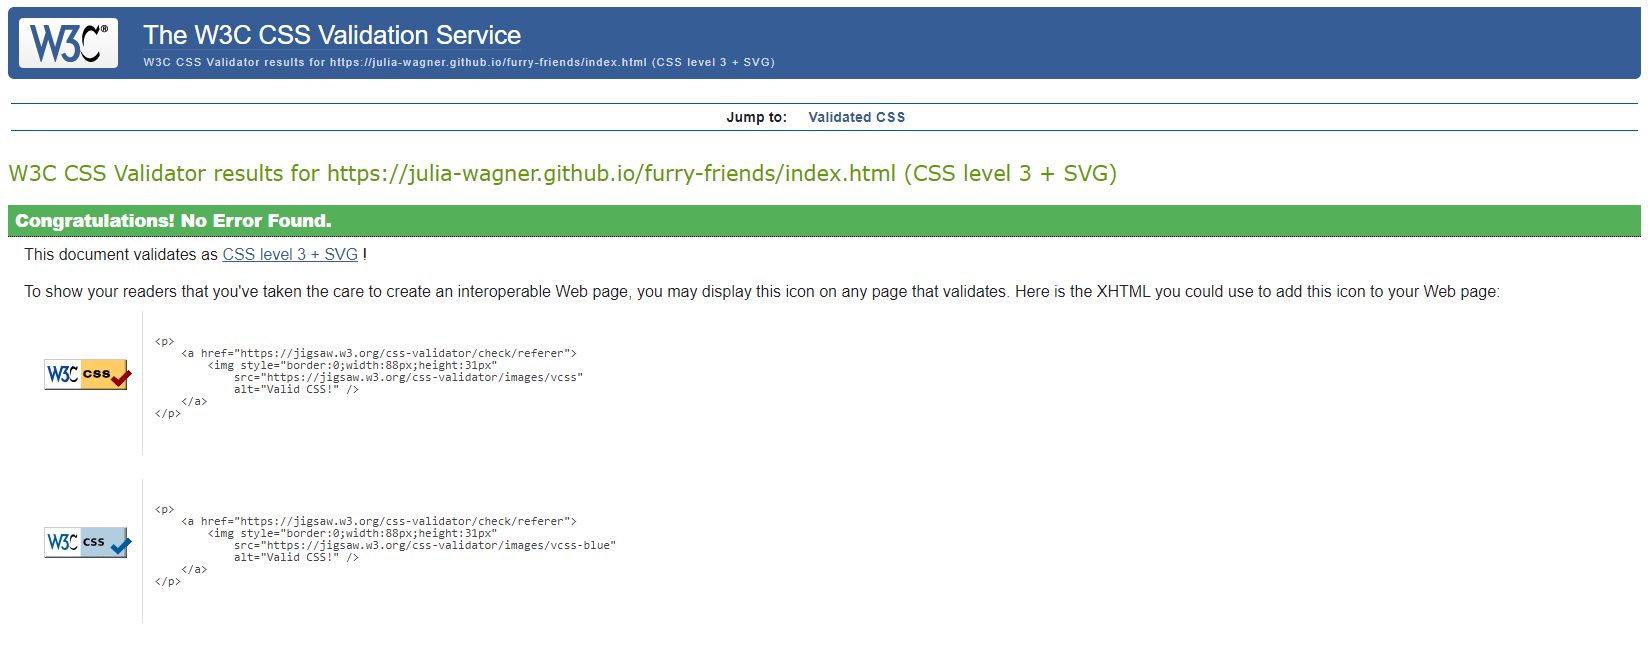 W3C®
The W3C CSS Validation Service
W3C CSS Validator results for https://julia-wagner.github.io/furry-friends/index.html (CSS level 3 + SVG)
Jump to: Validated CSS
W3C CSS Validator results for https://julia-wagner.github.io/furry-friends/index.html (CSS level 3 + SVG)
Congratulations! No Error Found.
This document validates as CSS level 3 + SVG !
To show your readers that you've taken the care to create an interoperable Web page, you may display this icon on any page that validates. Here is the XHTML you could use to add this icon to your Web page:
W3C css
<p>
    <a href="https://jigsaw.w3.org/css-validator/check/referer">
        <img style="border:0;width:88px;height:31px"
            src="https://jigsaw.w3.org/css-validator/images/vcss"
            alt="Valid CSS!" />
    </a>
</p>
W3C css
<p>
    <a href="https://jigsaw.w3.org/css-validator/check/referer">
        <img style="border:0;width:88px;height:31px"
            src="https://jigsaw.w3.org/css-validator/images/vcss-blue"
            alt="Valid CSS!" />
    </a>
</p>